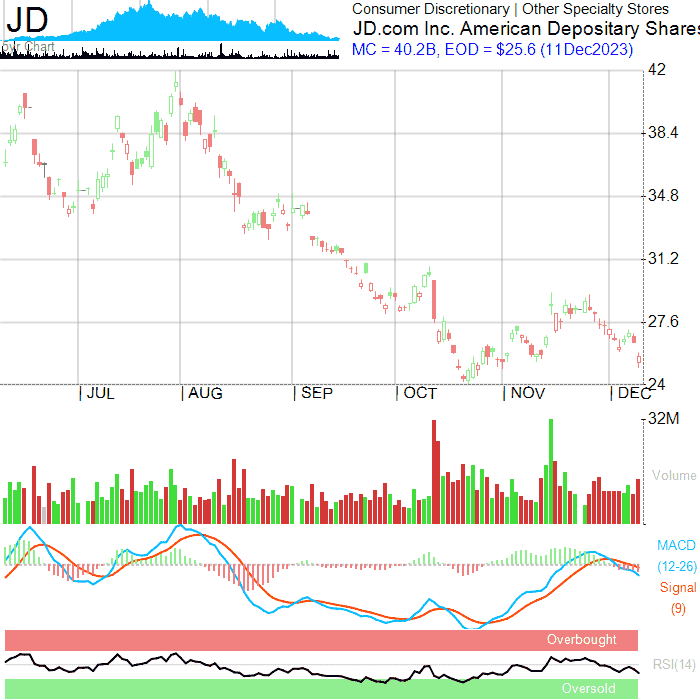 JD
Consumer Discretionary | Other Specialty Stores
JD.com Inc. American Depositary Shares
MC = 40.2B, EOD = $25.6 (11Dec2023)
Chart
42
38.4
34.8
31.2
27.6
24
JUL
AUG
SEP
OCT
NOV
DEC
32M
Volume
MACD
(12-26)
Signal
(9)
Overbought
RSI(14)
Oversold